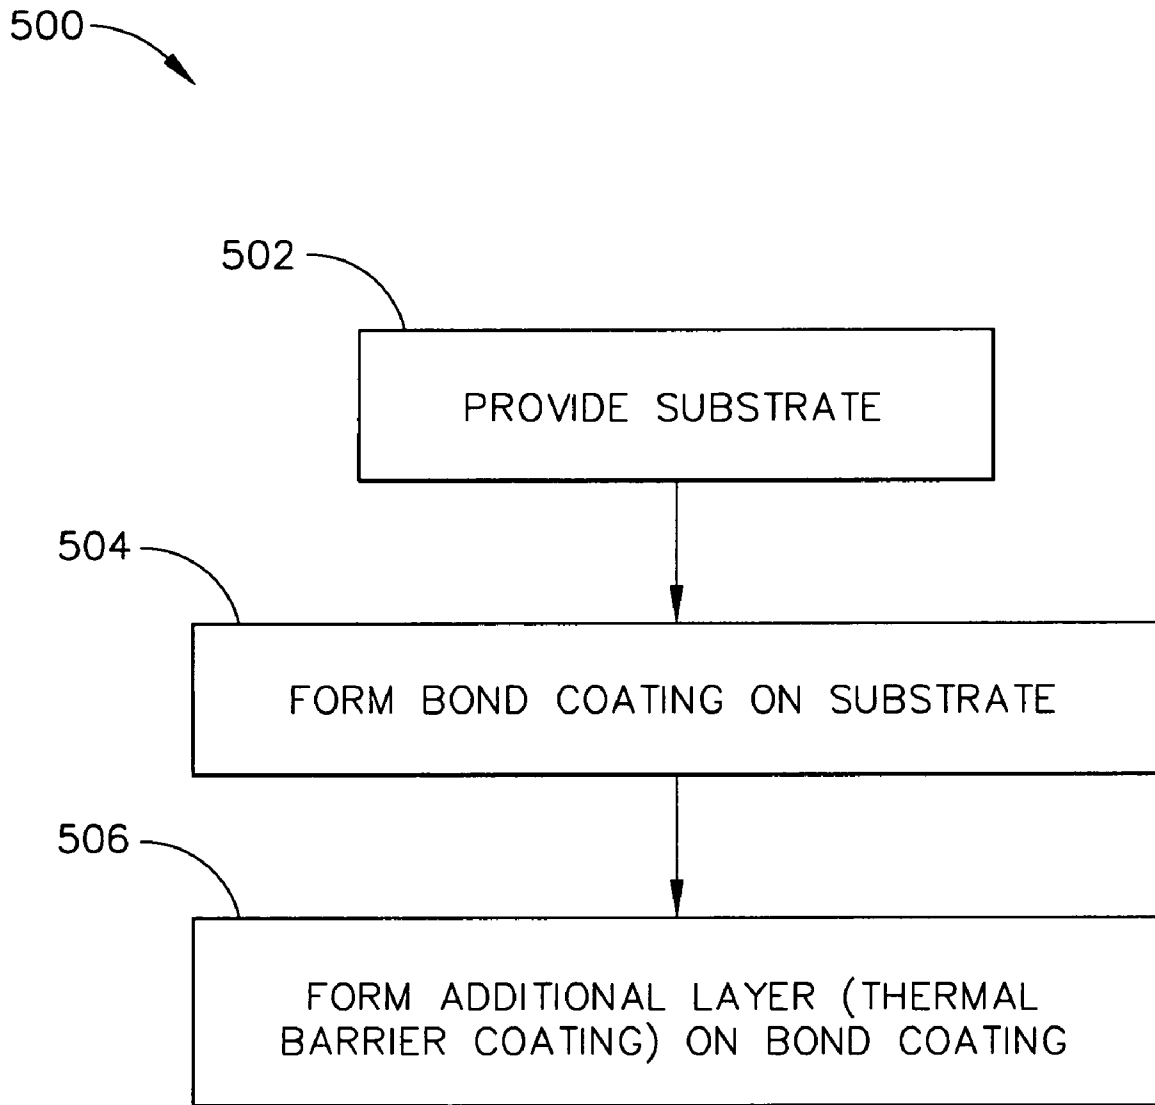 500
502
PROVIDE SUBSTRATE
504
FORM BOND COATING ON SUBSTRATE
506
FORM ADDITIONAL LAYER (THERMAL
BARRIER COATING) ON BOND COATING